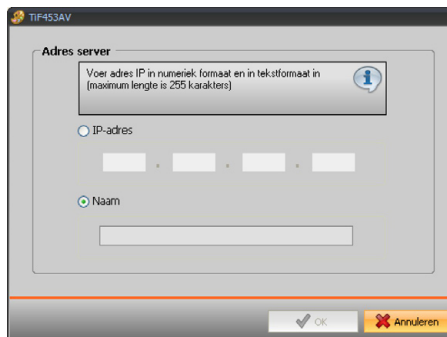 TiF453AV
Adres server
Voer adres IP in numeriek formaat en in tekstformaat in
(maximum lengte is 255 karakters)
IP-adres
. . .
Naam
OK Annuleren